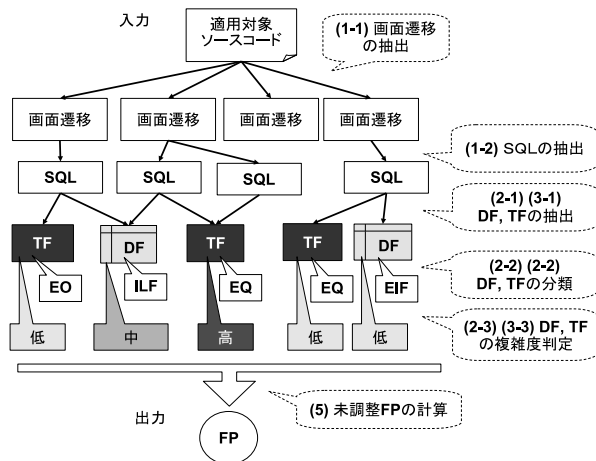 入力
適用対象
ソースコード
(1-1) 画面遷移
の抽出
画面遷移
画面遷移
画面遷移
画面遷移
(1-2) SQLの抽出
SQL
SQL
SQL
SQL
(2-1) (3-1)
DF, TFの抽出
TF
DF
TF
TF
DF
EO
ILF
EQ
EQ
EIF
(2-2) (2-2)
DF, TFの分類
低
中
高
低
低
(2-3) (3-3) DF, TF
の複雑度判定
出力
(5) 未調整FPの計算
FP